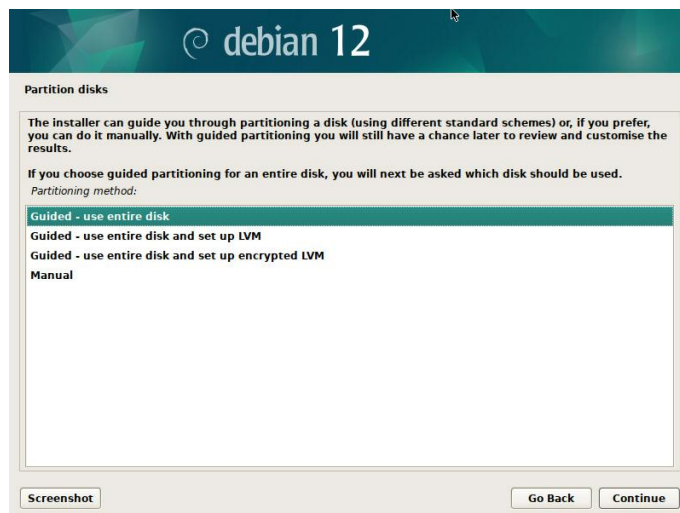 debian 12
Partition disks
The installer can guide you through partitioning a disk (using different standard schemes) or, if you prefer,
you can do it manually. With guided partitioning you will still have a chance later to review and customise the
results.
If you choose guided partitioning for an entire disk, you will next be asked which disk should be used.
Partitioning method:
Guided - use entire disk
Guided - use entire disk and set up LVM
Guided - use entire disk and set up encrypted LVM
Manual
Screenshot
Go Back
Continue